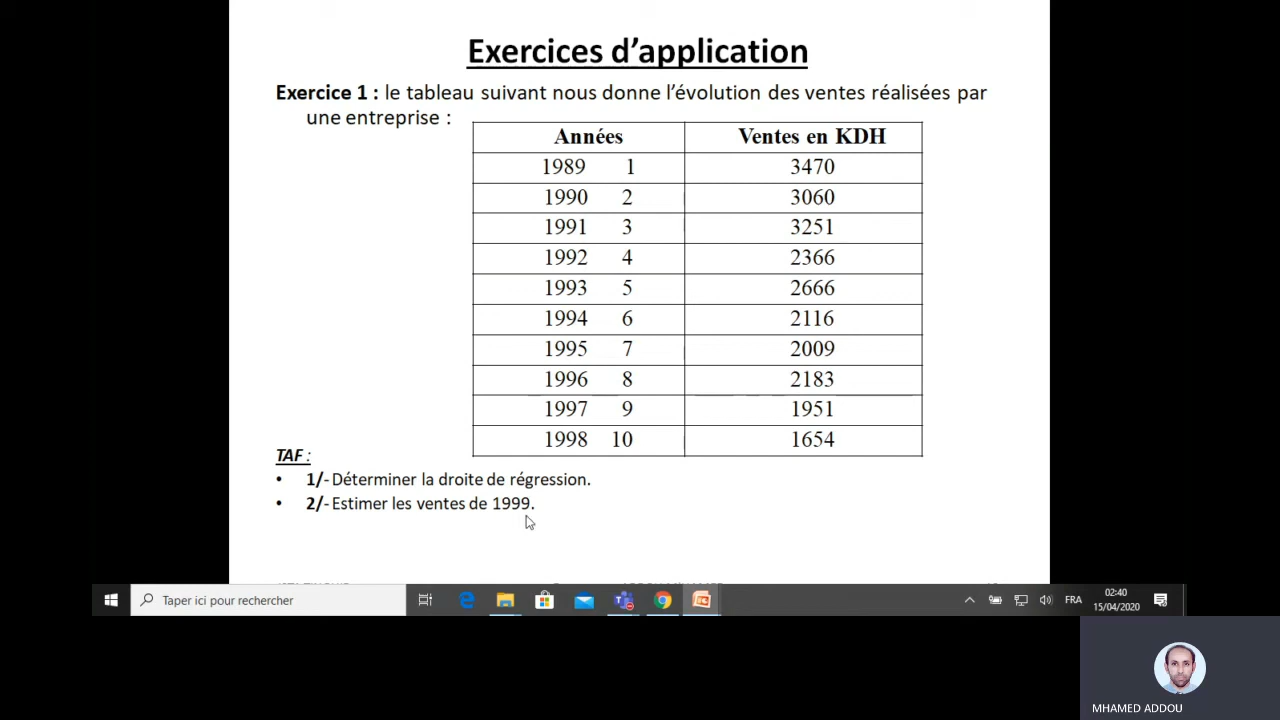 Exercices d'application
Exercice 1 : le tableau suivant nous donne l'évolution des ventes réalisées par
une entreprise :
Années Ventes en KDH
1989 1 3470
1990 2 3060
1991 3 3251
1992 4 2366
1993 5 2666
1994 6 2116
1995 7 2009
1996 8 2183
1997 9 1951
1998 10 1654
TAF :
• 1/- Déterminer la droite de régression.
• 2/- Estimer les ventes de 1999.
Taper ici pour rechercher
FRA
02:40
15/04/2020
MHAMED ADDOU